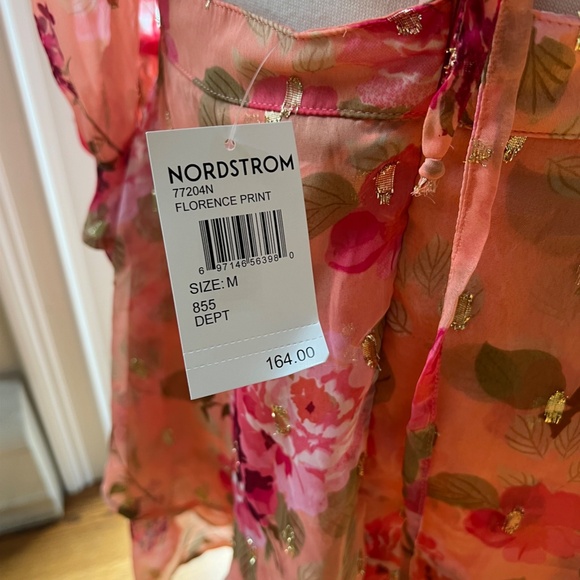 NORDSTROM
77204N
FLORENCE PRINT
6 97146 56398 0
SIZE: M
855
DEPT
164.00